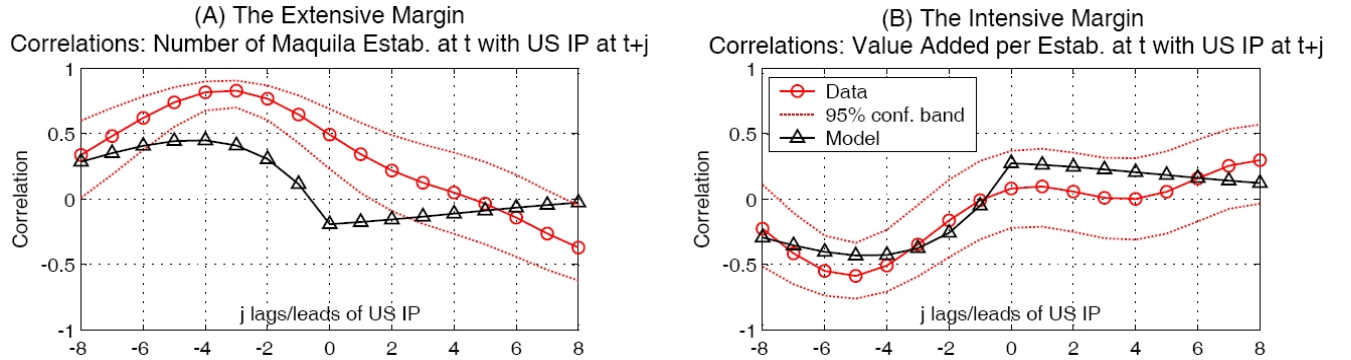 (A) The Extensive Margin
Correlations: Number of Maquila Estab. at t with US IP at t+j
1
0.5
0
-0.5
-1
Correlation
j lags/leads of US IP
-8 -6 -4 -2 0 2 4 6 8
(B) The Intensive Margin
Correlations: Value Added per Estab. at t with US IP at t+j
1
0.5
0
-0.5
-1
Correlation
Data
95% conf. band
Model
j lags/leads of US IP
-8 -6 -4 -2 0 2 4 6 8